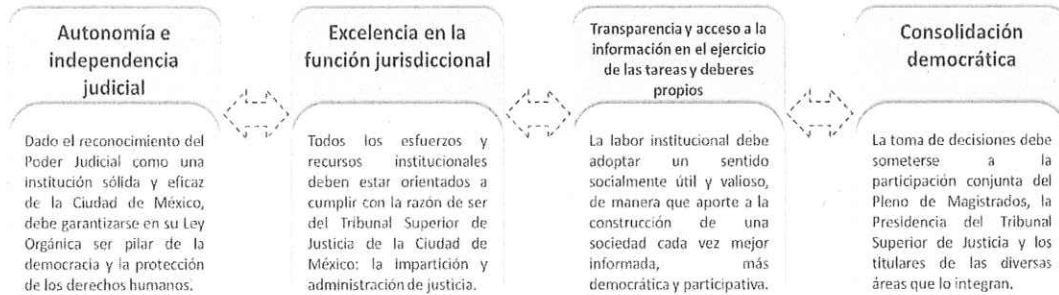 Autonomía e
independencia
judicial
Dado el reconocimiento del
Poder Judicial como una
institución sólida y eficaz
de la Ciudad de México,
debe garantizarse en su Ley
Orgánica ser pilar de la
democracia y la protección
de los derechos humanos.
Excelencia en la
función jurisdiccional
Todos los esfuerzos y
recursos institucionales
deben estar orientados a
cumplir con la razón de ser
del Tribunal Superior de
Justicia de la Ciudad de
México: la impartición y
administración de justicia.
Transparencia y acceso a la
información en el ejercicio
de las tareas y deberes
propios
La labor institucional debe
adoptar un sentido
socialmente útil y valioso,
de manera que aporte a la
construcción de una
sociedad cada vez mejor
informada, más
democrática y participativa.
Consolidación
democrática
La toma de decisiones debe
someterse a la
participación conjunta del
Pleno de Magistrados, la
Presidencia del Tribunal
Superior de Justicia y los
titulares de las diversas
áreas que lo integran.